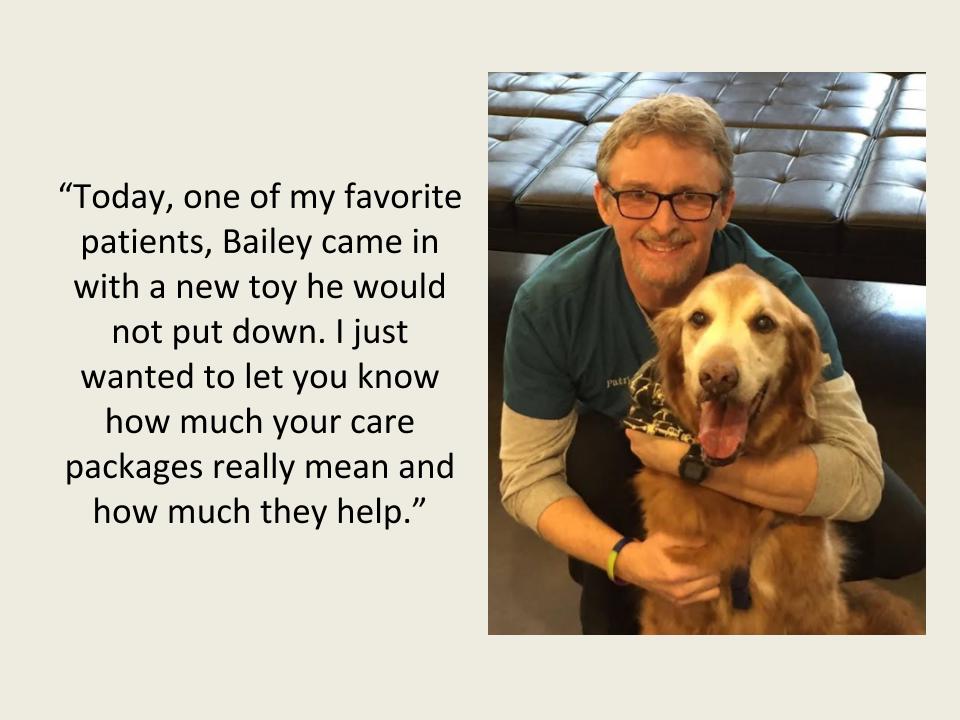 “Today, one of my favorite
patients, Bailey came in
with a new toy he would
not put down. I just
wanted to let you know
how much your care
packages really mean and
how much they help.”